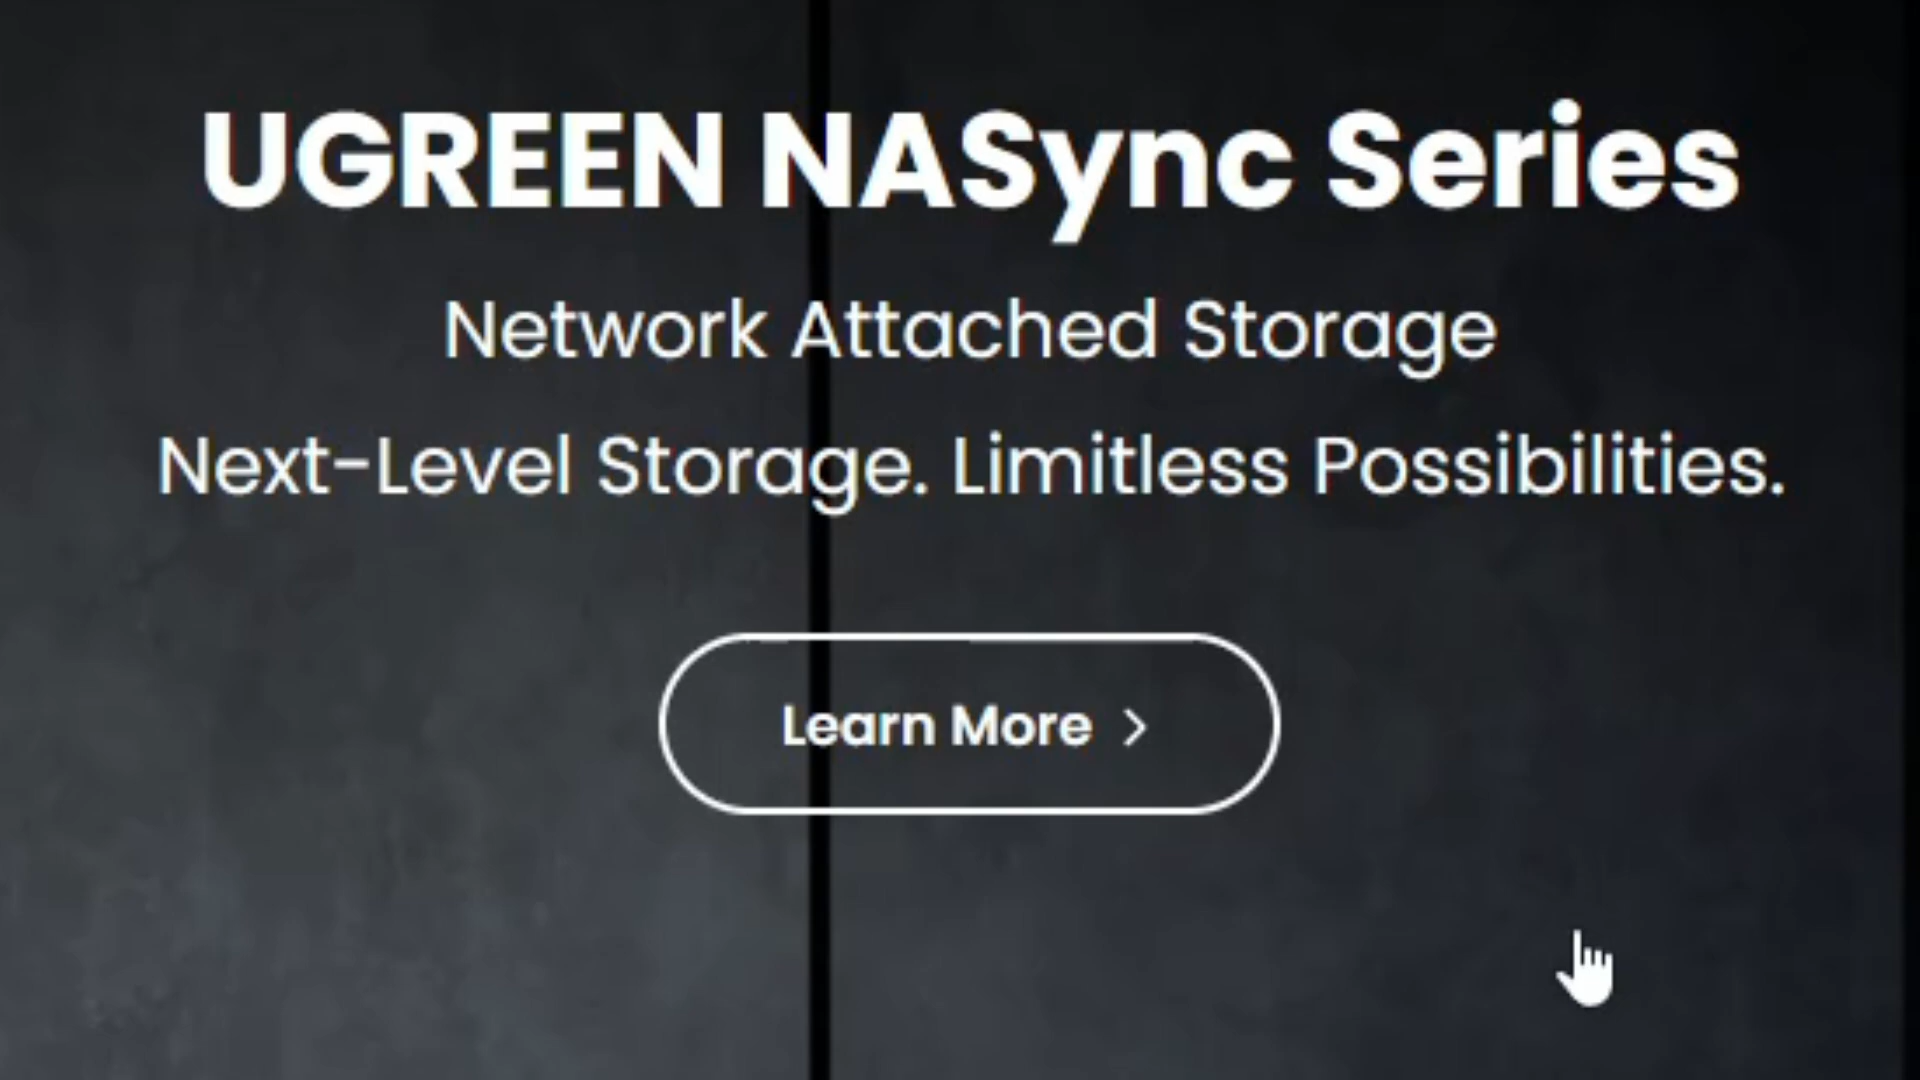 UGREEN NASync Series
Network Attached Storage
Next-Level Storage. Limitless Possibilities.
Learn More >